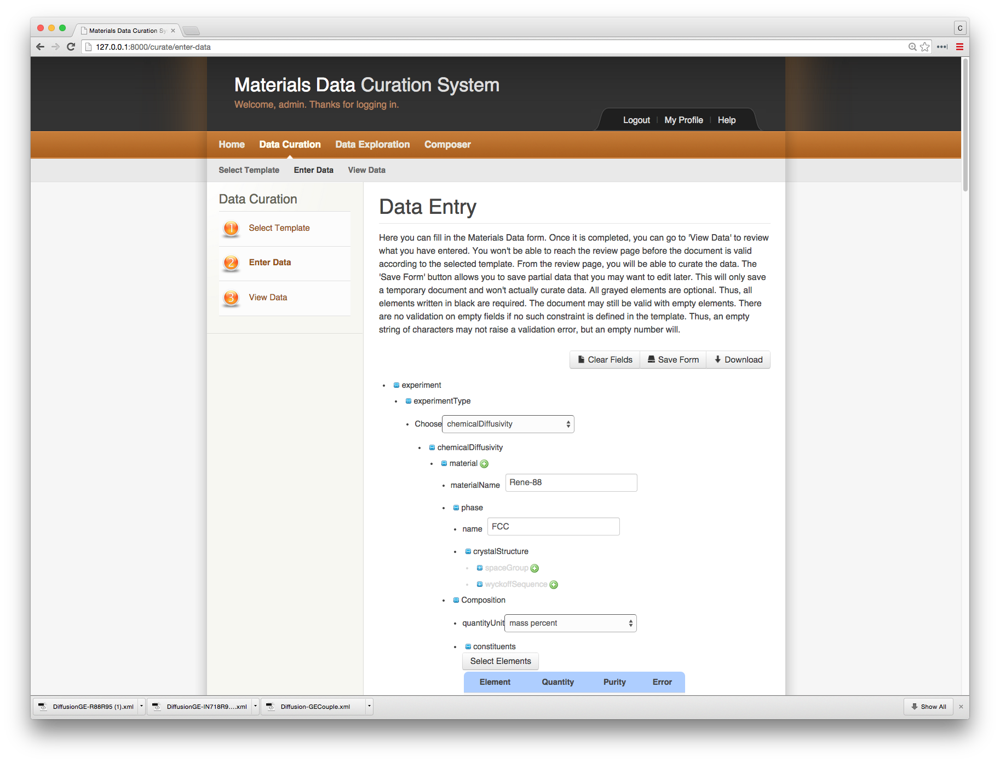 Materials Data Curation Sy
C
127.0.0.1:8000/curate/enter-data
Materials Data Curation System
Welcome, admin. Thanks for logging in.
Logout | My Profile | Help
Home Data Curation Data Exploration Composer
Select Template Enter Data View Data
Data Curation
1 Select Template
2 Enter Data
3 View Data
Data Entry
Here you can fill in the Materials Data form. Once it is completed, you can go to 'View Data' to review
what you have entered. You won't be able to reach the review page before the document is valid
according to the selected template. From the review page, you will be able to curate the data. The
'Save Form' button allows you to save partial data that you may want to edit later. This will only save
a temporary document and won't actually curate data. All grayed elements are optional. Thus, all
elements written in black are required. The document may still be valid with empty elements. There
are no validation on empty fields if no such constraint is defined in the template. Thus, an empty
string of characters may not raise a validation error, but an empty number will.
Clear Fields Save Form Download
experiment
experimentType
Choose chemicalDiffusivity
chemicalDiffusivity
material
materialName Rene-88
phase
name FCC
crystalStructure
spaceGroup
wyckoffSequence
Composition
quantityUnit mass percent
constituents
Select Elements
Element Quantity Purity Error
DiffusionGE-R88R95 (1).xml DiffusionGE-IN718R9....xml Diffusion-GECouple.xml Show All